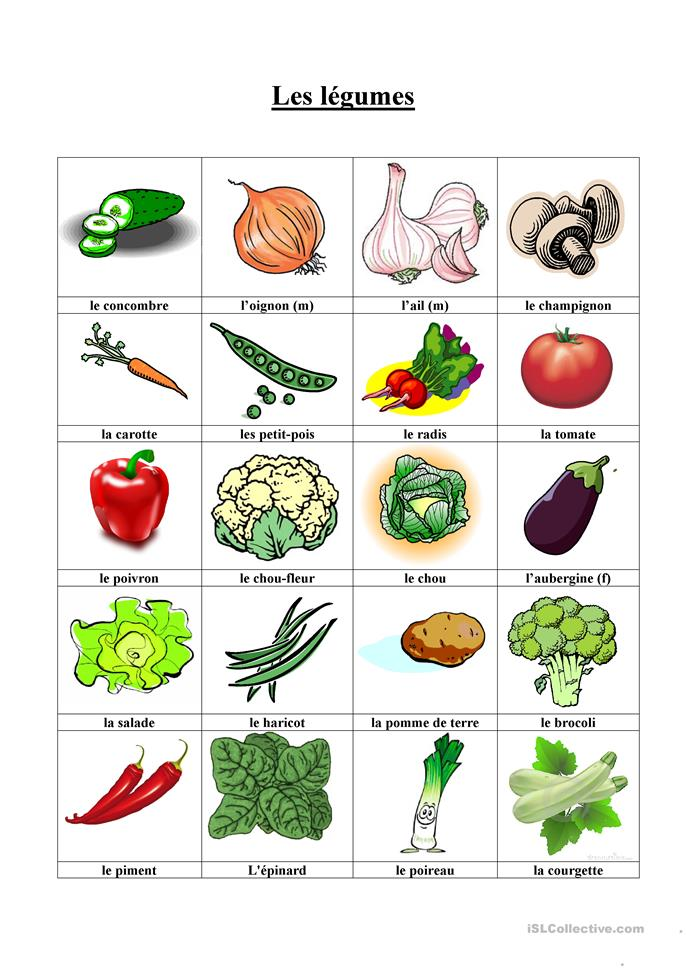 Les légumes
le concombre
l'oignon (m)
l'ail (m)
le champignon
la carotte
les petit-pois
le radis
la tomate
le poivron
le chou-fleur
le chou
l'aubergine (f)
la salade
le haricot
la pomme de terre
le brocoli
le piment
L'épinard
le poireau
la courgette
iSLCollective.com